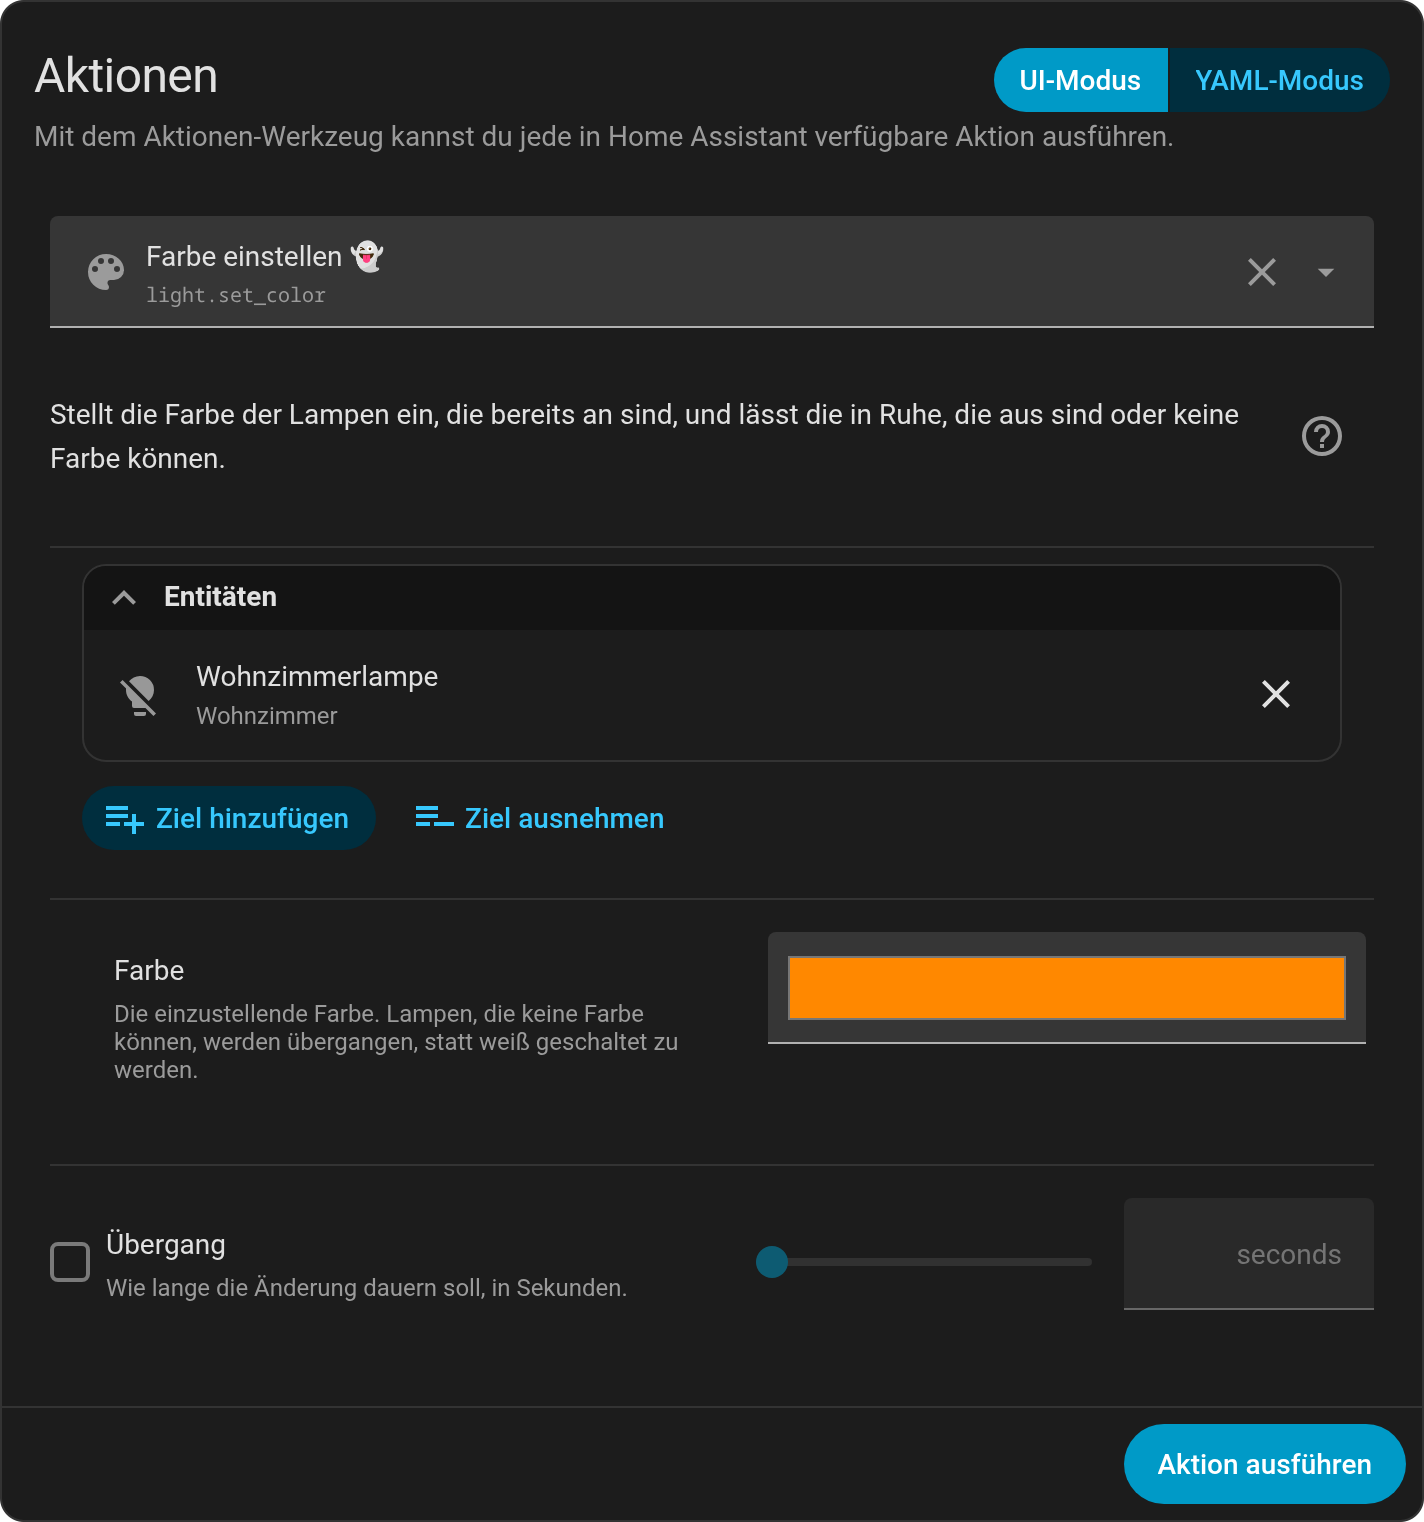 Aktionen
UI-Modus
YAML-Modus
Mit dem Aktionen-Werkzeug kannst du jede in Home Assistant verfügbare Aktion ausführen.
Farbe einstellen 👻
light.set_color
Stellt die Farbe der Lampen ein, die bereits an sind, und lässt die in Ruhe, die aus sind oder keine
Farbe können.
Entitäten
Wohnzimmerlampe
Wohnzimmer
Ziel hinzufügen
Ziel ausnehmen
Farbe
Die einzustellende Farbe. Lampen, die keine Farbe
können, werden übergangen, statt weiß geschaltet zu
werden.
Übergang
Wie lange die Änderung dauern soll, in Sekunden.
seconds
Aktion ausführen